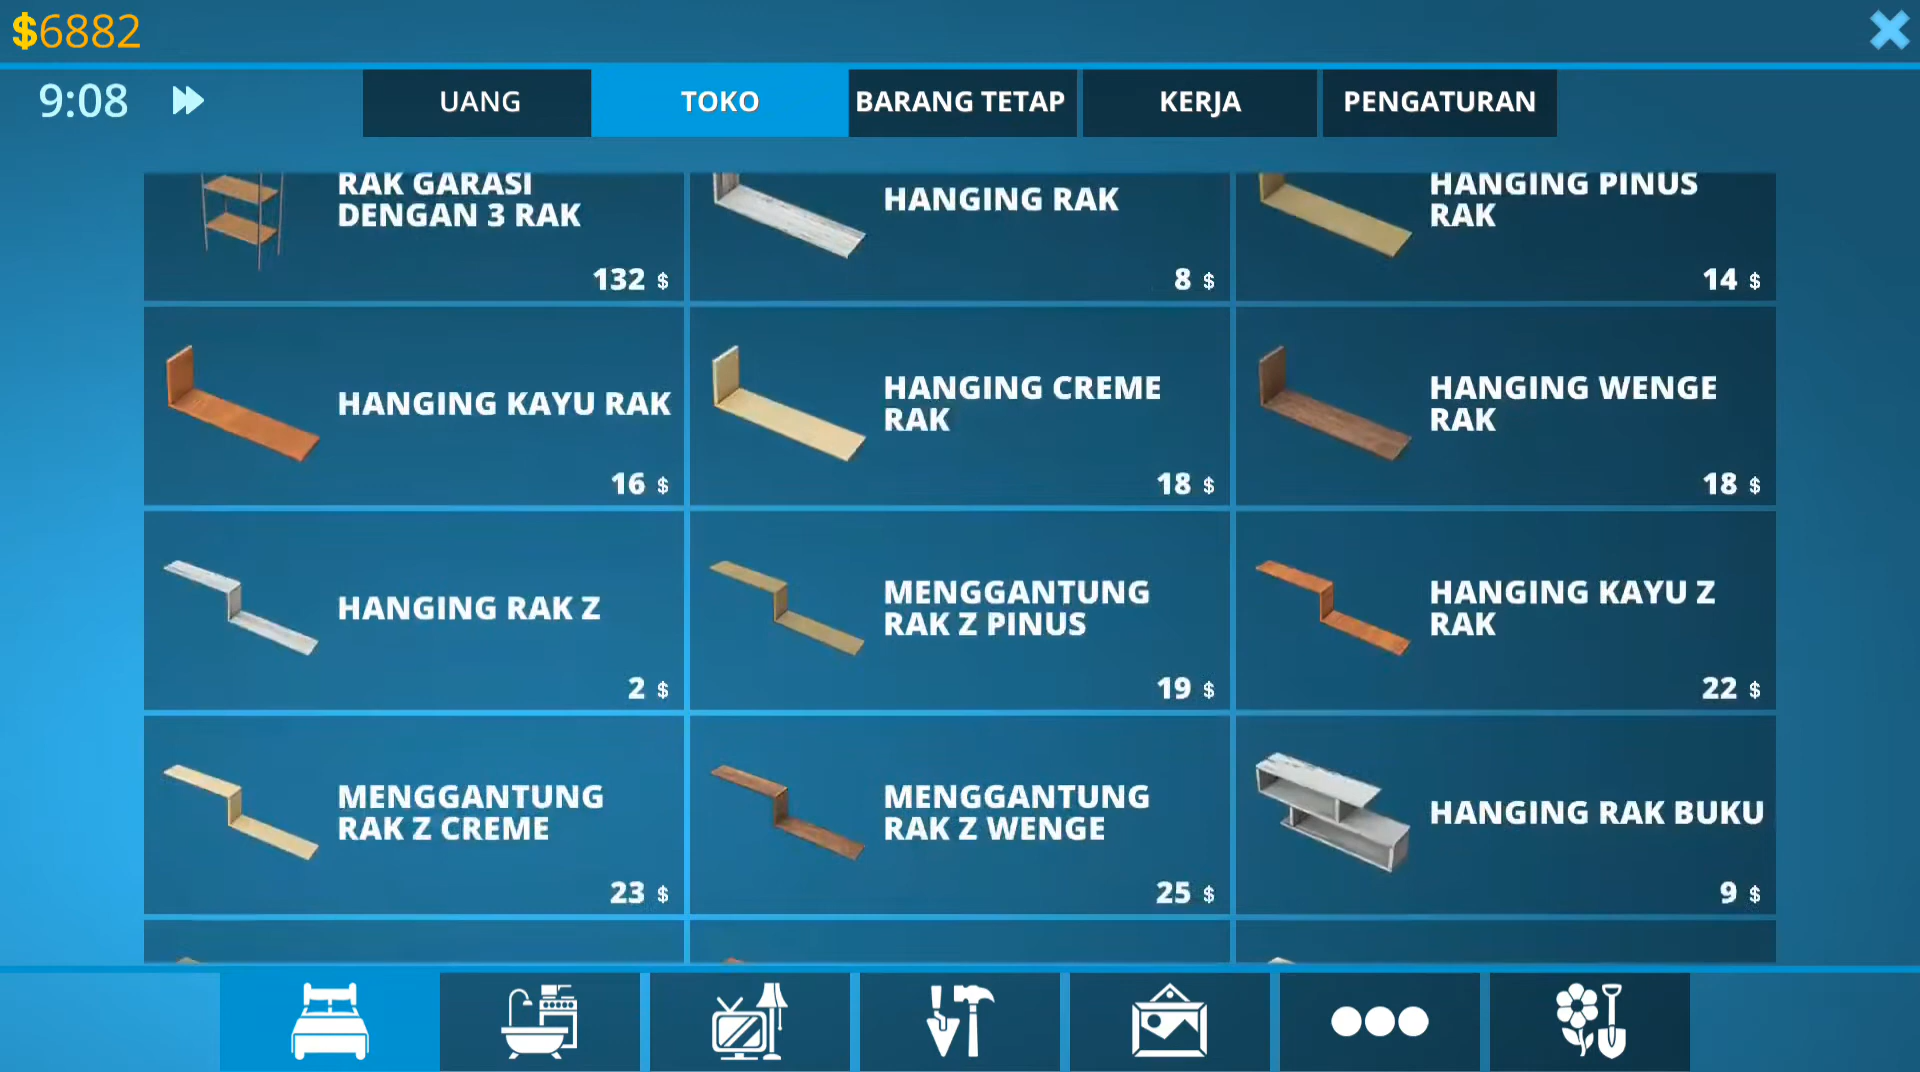 $6882
9:08
UANG
TOKO
BARANG TETAP
KERJA
PENGATURAN
RAK GARASI
DENGAN 3 RAK
132 $
HANGING RAK
8 $
HANGING PINUS
RAK
14 $
HANGING KAYU RAK
16 $
HANGING CREME
RAK
18 $
HANGING WENGE
RAK
18 $
HANGING RAK Z
2 $
MENGGANTUNG
RAK Z PINUS
19 $
HANGING KAYU Z
RAK
22 $
MENGGANTUNG
RAK Z CREME
23 $
MENGGANTUNG
RAK Z WENGE
25 $
HANGING RAK BUKU
9 $